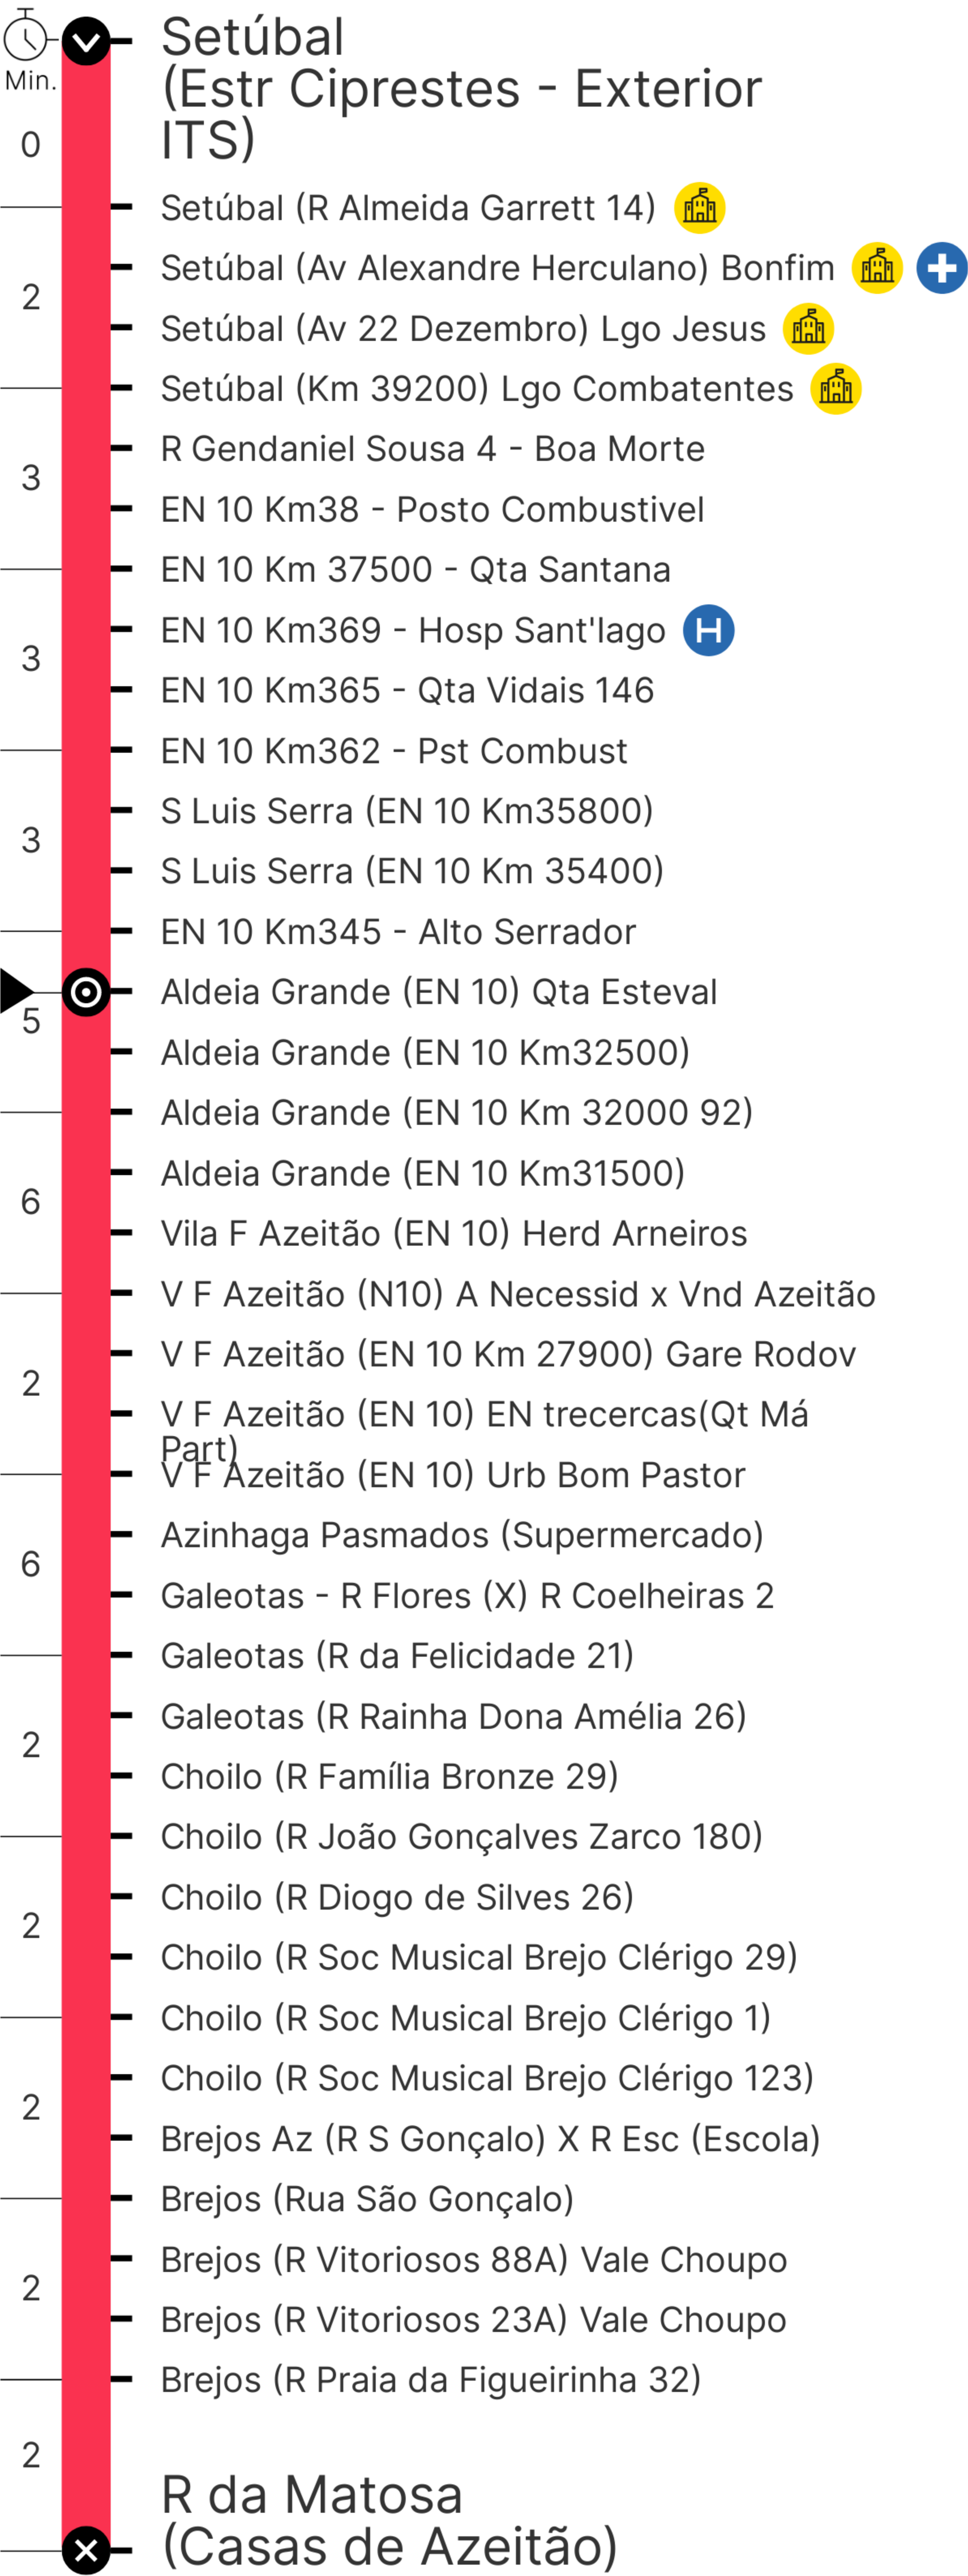 Setúbal
(Estr Ciprestes - Exterior
ITS)
Min.
0
Setúbal (R Almeida Garrett 14)
Setúbal (Av Alexandre Herculano) Bonfim
2
Setúbal (Av 22 Dezembro) Lgo Jesus
Setúbal (Km 39200) Lgo Combatentes
R Gendaniel Sousa 4 - Boa Morte
3
EN 10 Km38 - Posto Combustivel
EN 10 Km 37500 - Qta Santana
EN 10 Km369 - Hosp Sant'Iago H
3
EN 10 Km365 - Qta Vidais 146
EN 10 Km362 - Pst Combust
S Luis Serra (EN 10 Km35800)
3
S Luis Serra (EN 10 Km 35400)
EN 10 Km345 - Alto Serrador
Aldeia Grande (EN 10) Qta Esteval
5
Aldeia Grande (EN 10 Km32500)
Aldeia Grande (EN 10 Km 32000 92)
Aldeia Grande (EN 10 Km31500)
6
Vila F Azeitão (EN 10) Herd Arneiros
V F Azeitão (N10) A Necessid x Vnd Azeitão
V F Azeitão (EN 10 Km 27900) Gare Rodov
2
V F Azeitão (EN 10) EN trecercas(Qt Má
Part)
V F Azeitão (EN 10) Urb Bom Pastor
Azinhaga Pasmados (Supermercado)
6
Galeotas - R Flores (X) R Coelheiras 2
Galeotas (R da Felicidade 21)
Galeotas (R Rainha Dona Amélia 26)
2
Choilo (R Família Bronze 29)
Choilo (R João Gonçalves Zarco 180)
Choilo (R Diogo de Silves 26)
2
Choilo (R Soc Musical Brejo Clérigo 29)
Choilo (R Soc Musical Brejo Clérigo 1)
Choilo (R Soc Musical Brejo Clérigo 123)
2
Brejos Az (R S Gonçalo) X R Esc (Escola)
Brejos (Rua São Gonçalo)
Brejos (R Vitoriosos 88A) Vale Choupo
2
Brejos (R Vitoriosos 23A) Vale Choupo
Brejos (R Praia da Figueirinha 32)
2
R da Matosa
(Casas de Azeitão)